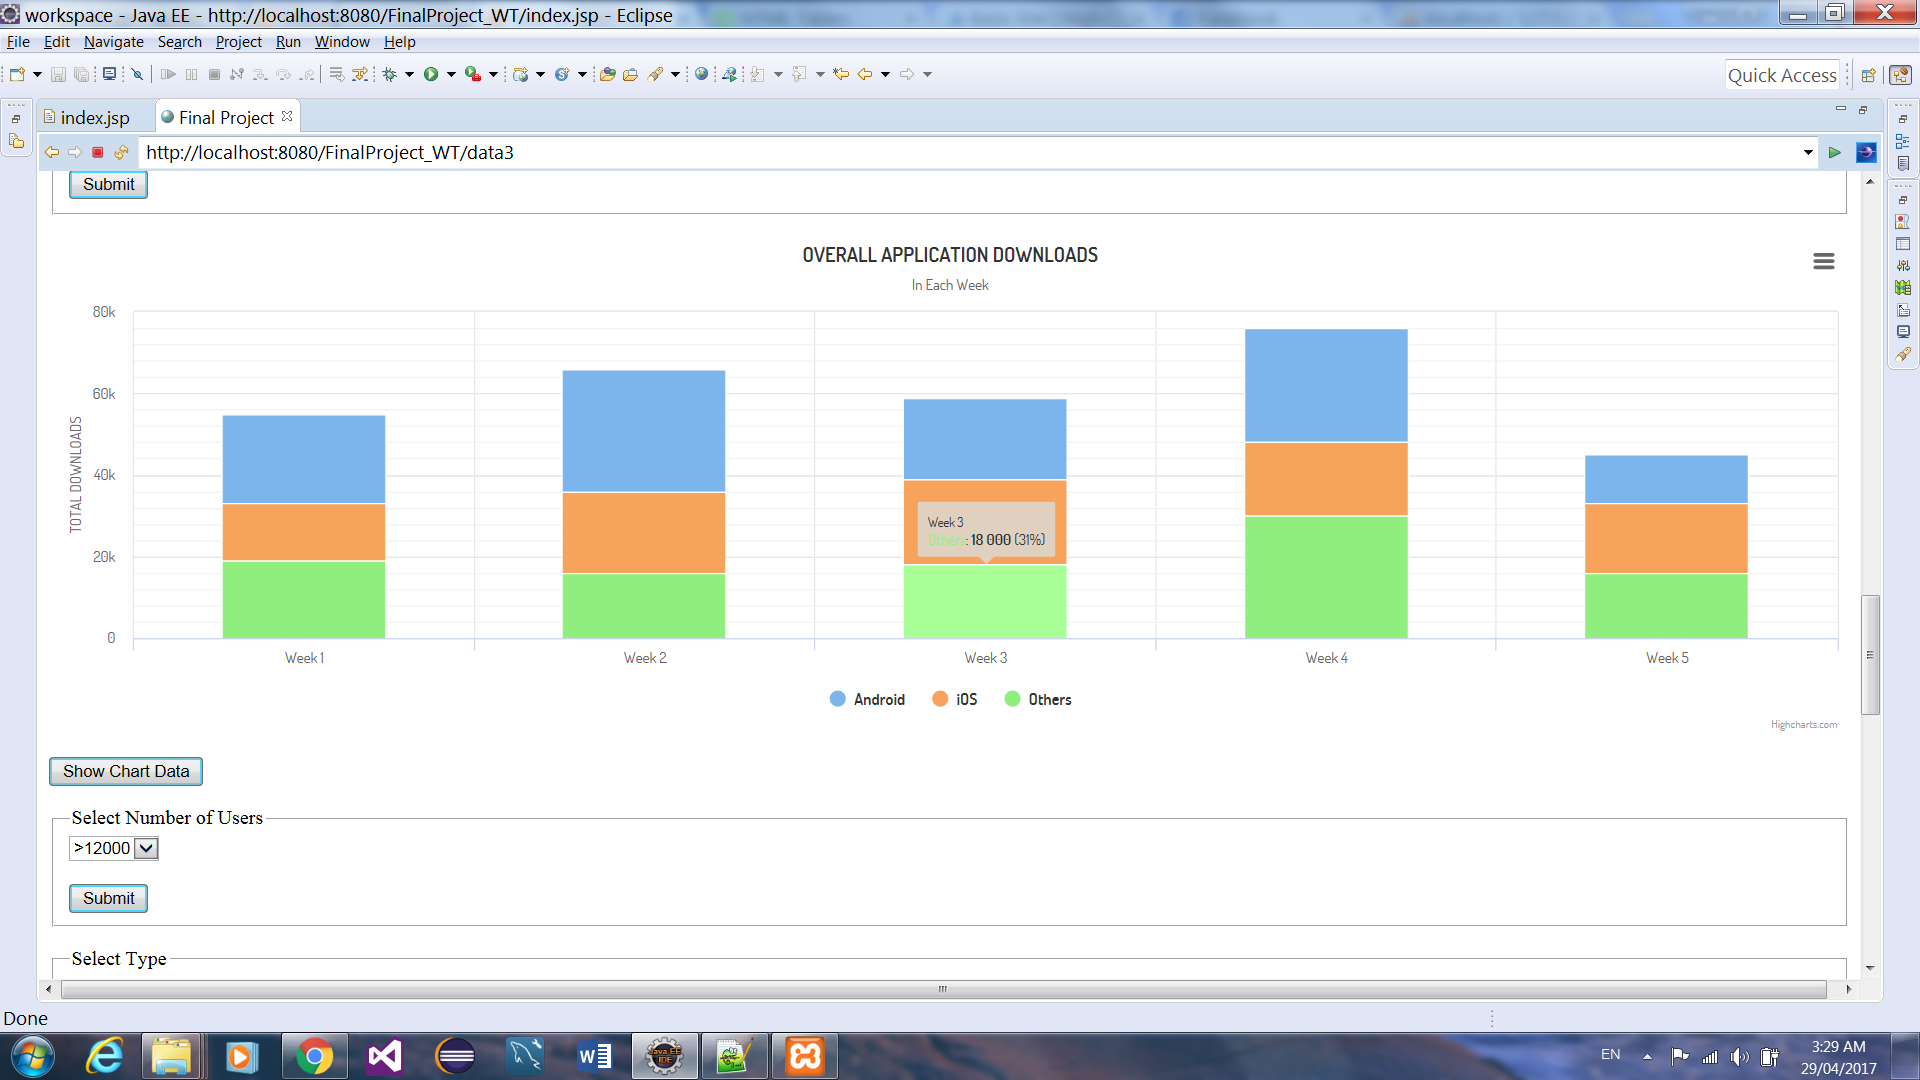 workspace - Java EE - http://localhost:8080/FinalProject_WT/index.jsp - Eclipse
File Edit Navigate Search Project Run Window Help
Quick Access
index.jsp Final Project
http://localhost:8080/FinalProject_WT/data3
Submit
OVERALL APPLICATION DOWNLOADS
In Each Week
80k
60k
40k
20k
0
TOTAL DOWNLOADS
Week 3
Others: 18 000 (31%)
Week 1 Week 2 Week 3 Week 4 Week 5
Android iOS Others
Highcharts.com
Show Chart Data
Select Number of Users
>12000
Submit
Select Type
Done
Java EE
IDE
EN
3:29 AM
29/04/2017